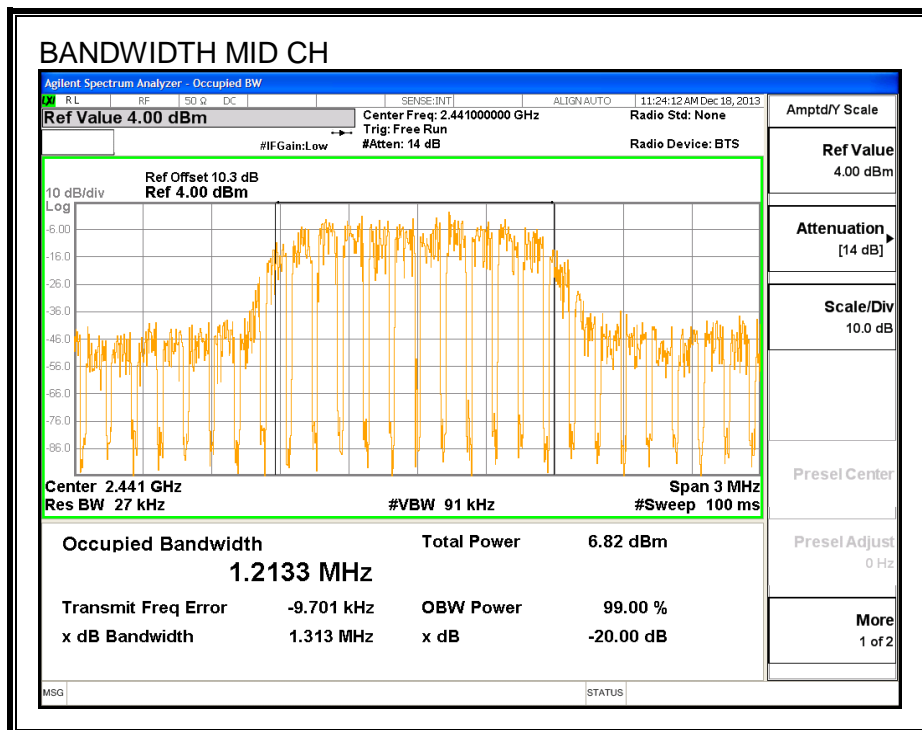 BANDWIDTH MID CH
Agilent Spectrum Analyzer - Occupied BW
LXI RL RF 50 Ω DC SENSE:INT ALIGN AUTO 11:24:12 AM Dec 18, 2013
Ref Value 4.00 dBm
Center Freq: 2.441000000 GHz
Radio Std: None
Trig: Free Run
#IFGain:Low
#Atten: 14 dB
Radio Device: BTS
Ref Offset 10.3 dB
10 dB/div
Ref 4.00 dBm
Log
-6.00
-16.0
-26.0
-36.0
-46.0
-56.0
-66.0
-76.0
-86.0
Center 2.441 GHz
Span 3 MHz
Res BW 27 kHz
#VBW 91 kHz
#Sweep 100 ms
Occupied Bandwidth
1.2133 MHz
Total Power 6.82 dBm
Transmit Freq Error -9.701 kHz
OBW Power 99.00 %
x dB Bandwidth 1.313 MHz
x dB -20.00 dB
MSG
STATUS
Amptd/Y Scale
Ref Value
4.00 dBm
Attenuation
[14 dB]
Scale/Div
10.0 dB
Presel Center
Presel Adjust
0 Hz
More
1 of 2